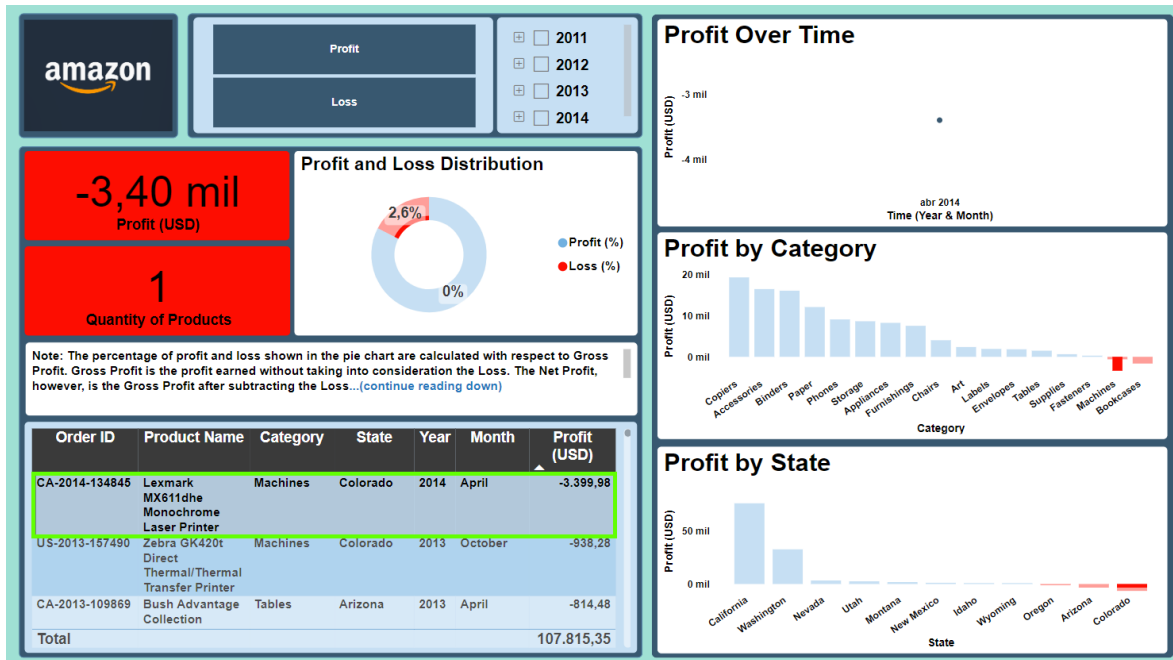 amazon
Profit
Loss
2011
2012
2013
2014
-3,40 mil
Profit (USD)
1
Quantity of Products
Profit and Loss Distribution
2,6%
0%
Profit (%)
Loss (%)
Note: The percentage of profit and loss shown in the pie chart are calculated with respect to Gross
Profit. Gross Profit is the profit earned without taking into consideration the Loss. The Net Profit,
however, is the Gross Profit after subtracting the Loss...(continue reading down)
Order ID Product Name Category State Year Month Profit
(USD)
CA-2014-134845 Lexmark Machines Colorado 2014 April -3.399,98
MX611dhe
Monochrome
Laser Printer
US-2013-157490 Zebra GK420t Machines Colorado 2013 October -938,28
Direct
Thermal/Thermal
Transfer Printer
CA-2013-109869 Bush Advantage Tables Arizona 2013 April -814,48
Collection
Total 107.815,35
Profit Over Time
Profit (USD)
-3 mil
-4 mil
abr 2014
Time (Year & Month)
Profit by Category
Profit (USD)
20 mil
10 mil
0 mil
Copiers
Accessories
Binders
Paper
Phones
Storage
Appliances
Furnishings
Chairs
Art
Labels
Envelopes
Tables
Supplies
Fasteners
Machines
Bookcases
Category
Profit by State
Profit (USD)
50 mil
0 mil
California
Washington
Nevada
Utah
Montana
New Mexico
Idaho
Wyoming
Oregon
Arizona
Colorado
State